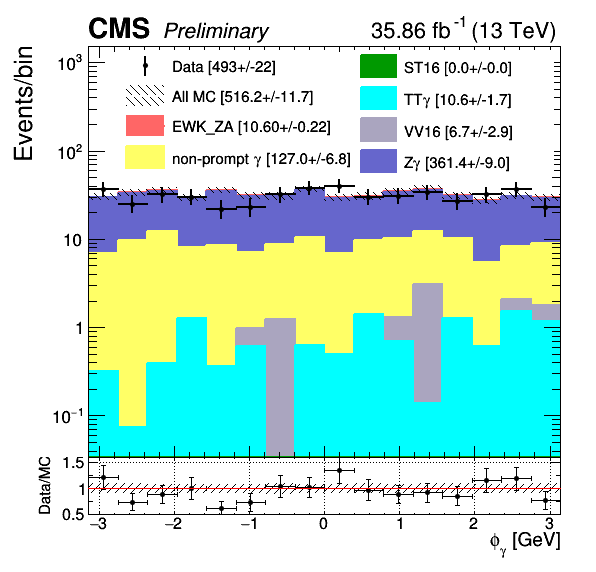 CMS Preliminary 35.86 fb⁻¹ (13 TeV)
Events/bin
Data [493+/-22]
All MC [516.2+/-11.7]
EWK_ZA [10.60+/-0.22]
non-prompt γ [127.0+/-6.8]
ST16 [0.0+/-0.0]
TTγ [10.6+/-1.7]
VV16 [6.7+/-2.9]
Zγ [361.4+/-9.0]
10³
10²
10
1
10⁻¹
Data/MC
1.5
1
0.5
−3 −2 −1 0 1 2 3
ϕγ [GeV]